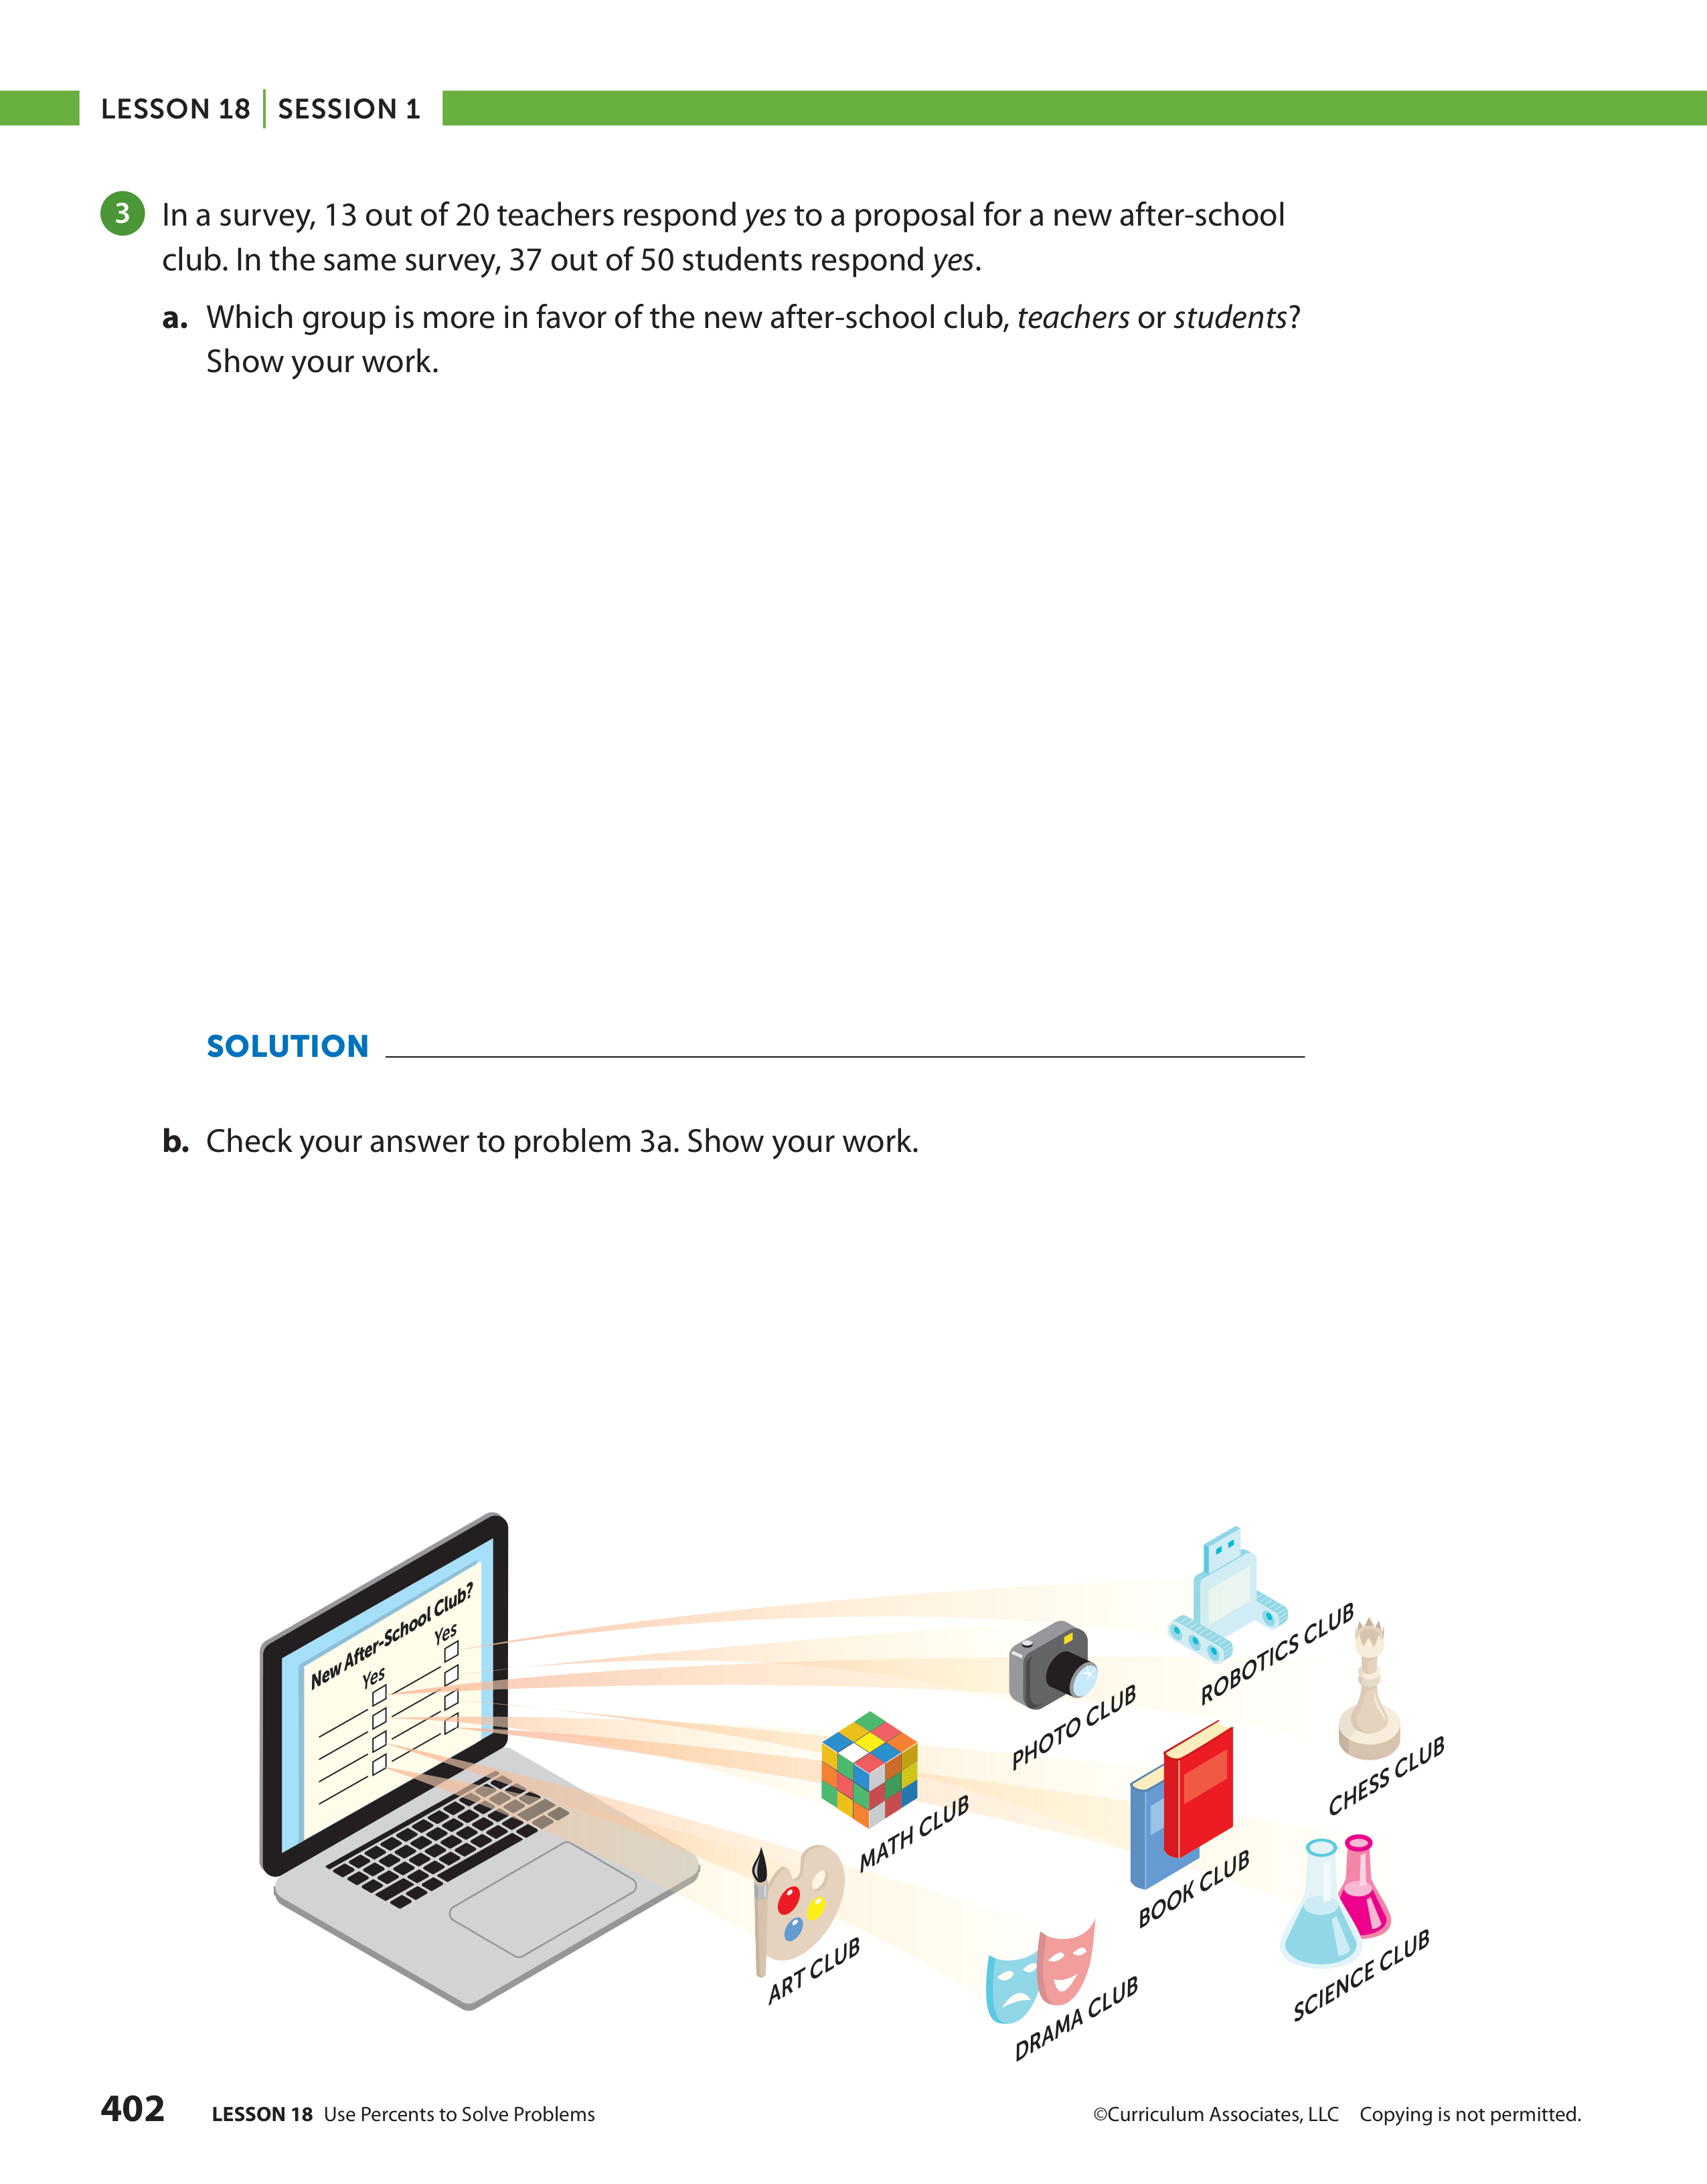 LESSON 18 | SESSION 1
3 In a survey, 13 out of 20 teachers respond yes to a proposal for a new after-school
club. In the same survey, 37 out of 50 students respond yes.
a. Which group is more in favor of the new after-school club, teachers or students?
Show your work.
SOLUTION
b. Check your answer to problem 3a. Show your work.
New After-School Club?
Yes
Yes
ROBOTICS CLUB
PHOTO CLUB
CHESS CLUB
MATH CLUB
BOOK CLUB
ART CLUB
SCIENCE CLUB
DRAMA CLUB
402 LESSON 18 Use Percents to Solve Problems ©Curriculum Associates, LLC Copying is not permitted.